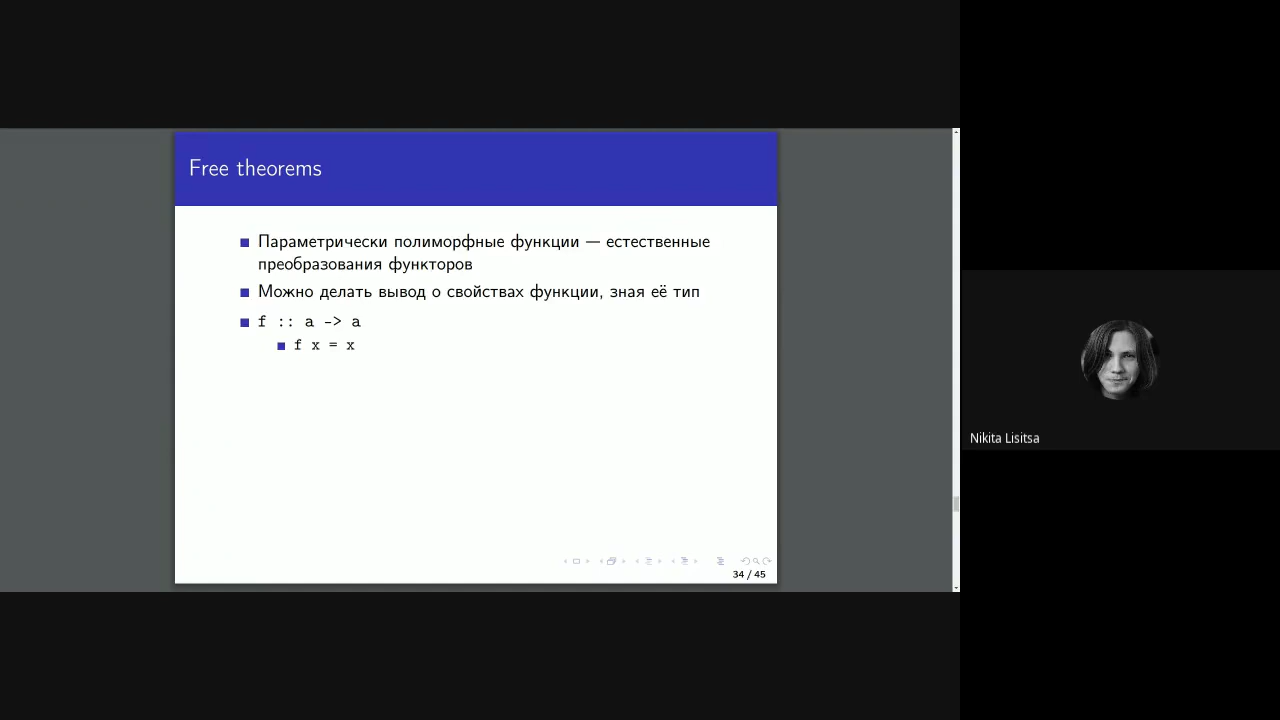 Free theorems
Параметрически полиморфные функции — естественные
преобразования функторов
Можно делать вывод о свойствах функции, зная её тип
f :: a -> a
f x = x
34 / 45
Nikita Lisitsa